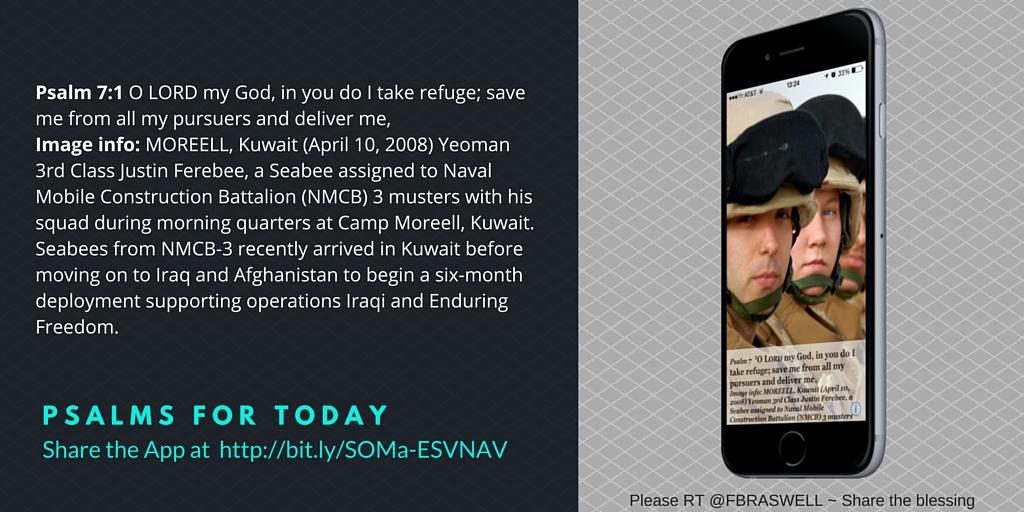 Psalm 7:1 O LORD my God, in you do I take refuge; save
me from all my pursuers and deliver me,
Image info: MOREELL, Kuwait (April 10, 2008) Yeoman
3rd Class Justin Ferebee, a Seabee assigned to Naval
Mobile Construction Battalion (NMCB) 3 musters with his
squad during morning quarters at Camp Moreell, Kuwait.
Seabees from NMCB-3 recently arrived in Kuwait before
moving on to Iraq and Afghanistan to begin a six-month
deployment supporting operations Iraqi and Enduring
Freedom.
PSALMS FOR TODAY
Share the App at http://bit.ly/SOMa-ESVNAV
AT&T 13:24 33%
Psalm 7 ¹O LORD my God, in you do I
take refuge; save me from all my
pursuers and deliver me,
Image info: MOREELL, Kuwait (April 10,
2008) Yeoman 3rd Class Justin Ferebee, a
Seabee assigned to Naval Mobile
Construction Battalion (NMCB) 3 musters
Please RT @FBRASWELL ~ Share the blessing